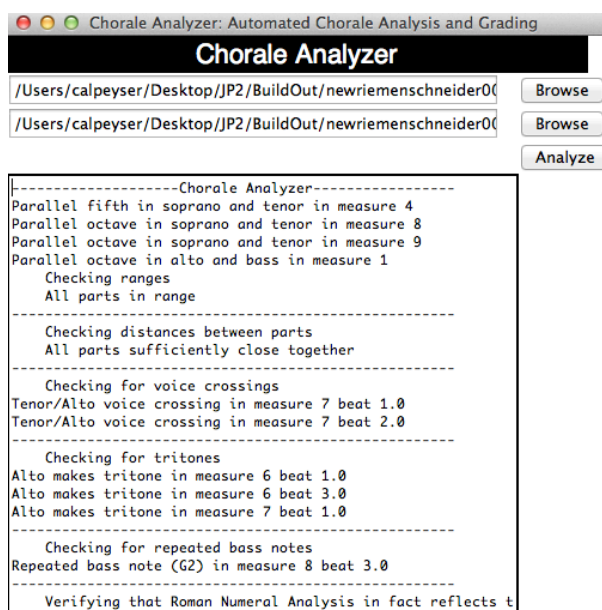 Chorale Analyzer: Automated Chorale Analysis and Grading
Chorale Analyzer
/Users/calpeyser/Desktop/JP2/BuildOut/newriemenschneider0( Browse
/Users/calpeyser/Desktop/JP2/BuildOut/newriemenschneider0( Browse
Analyze
-------------------Chorale Analyzer----------------
Parallel fifth in soprano and tenor in measure 4
Parallel octave in soprano and tenor in measure 8
Parallel octave in soprano and tenor in measure 9
Parallel octave in alto and bass in measure 1
Checking ranges
All parts in range
---------------------------------------------------
Checking distances between parts
All parts sufficiently close together
---------------------------------------------------
Checking for voice crossings
Tenor/Alto voice crossing in measure 7 beat 1.0
Tenor/Alto voice crossing in measure 7 beat 2.0
---------------------------------------------------
Checking for tritones
Alto makes tritone in measure 6 beat 1.0
Alto makes tritone in measure 6 beat 3.0
Alto makes tritone in measure 7 beat 1.0
---------------------------------------------------
Checking for repeated bass notes
Repeated bass note (G2) in measure 8 beat 3.0
---------------------------------------------------
Verifying that Roman Numeral Analysis in fact reflects t